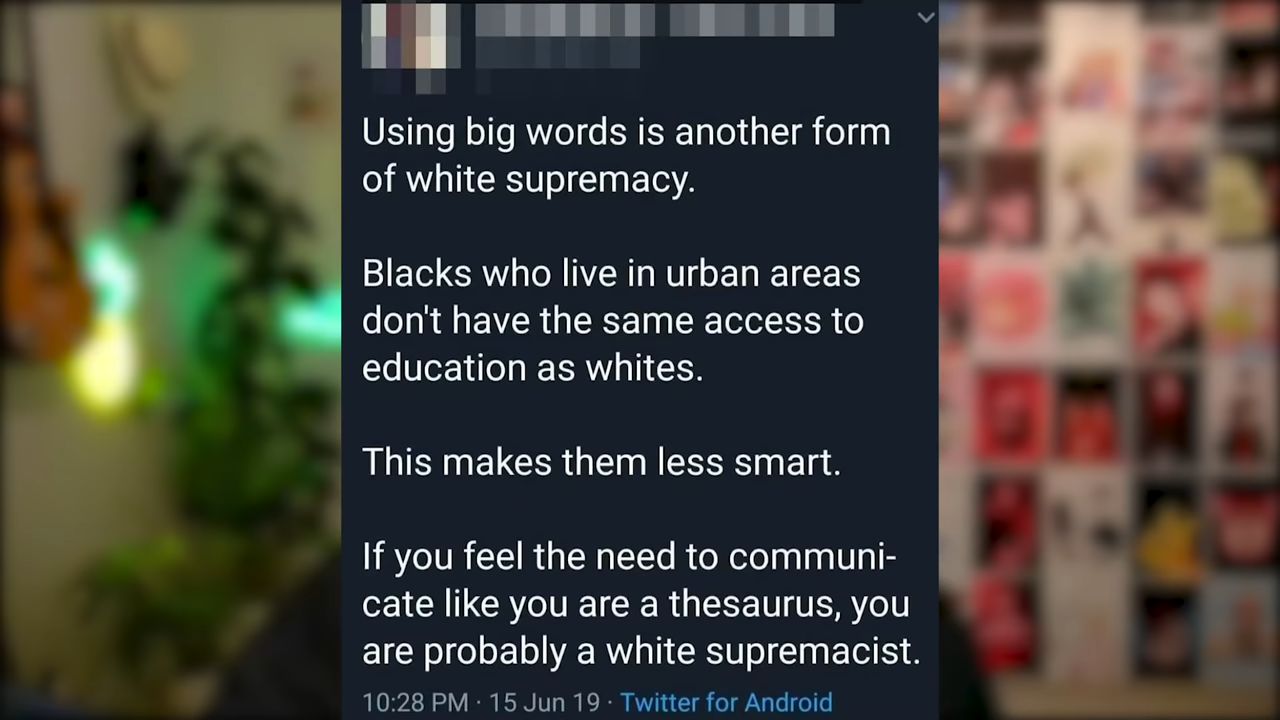 Using big words is another form
of white supremacy.
Blacks who live in urban areas
don't have the same access to
education as whites.
This makes them less smart.
If you feel the need to communi-
cate like you are a thesaurus, you
are probably a white supremacist.
10:28 PM · 15 Jun 19 · Twitter for Android